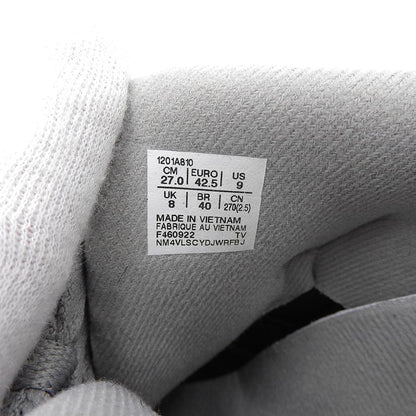 1201A810
CM EURO US
27.0 42.5 9
UK BR CN
8 40 270(2.5)
MADE IN VIETNAM
FABRIQUE AU VIETNAM
F460922 TV
NM4VLSCYDJWRFBJ